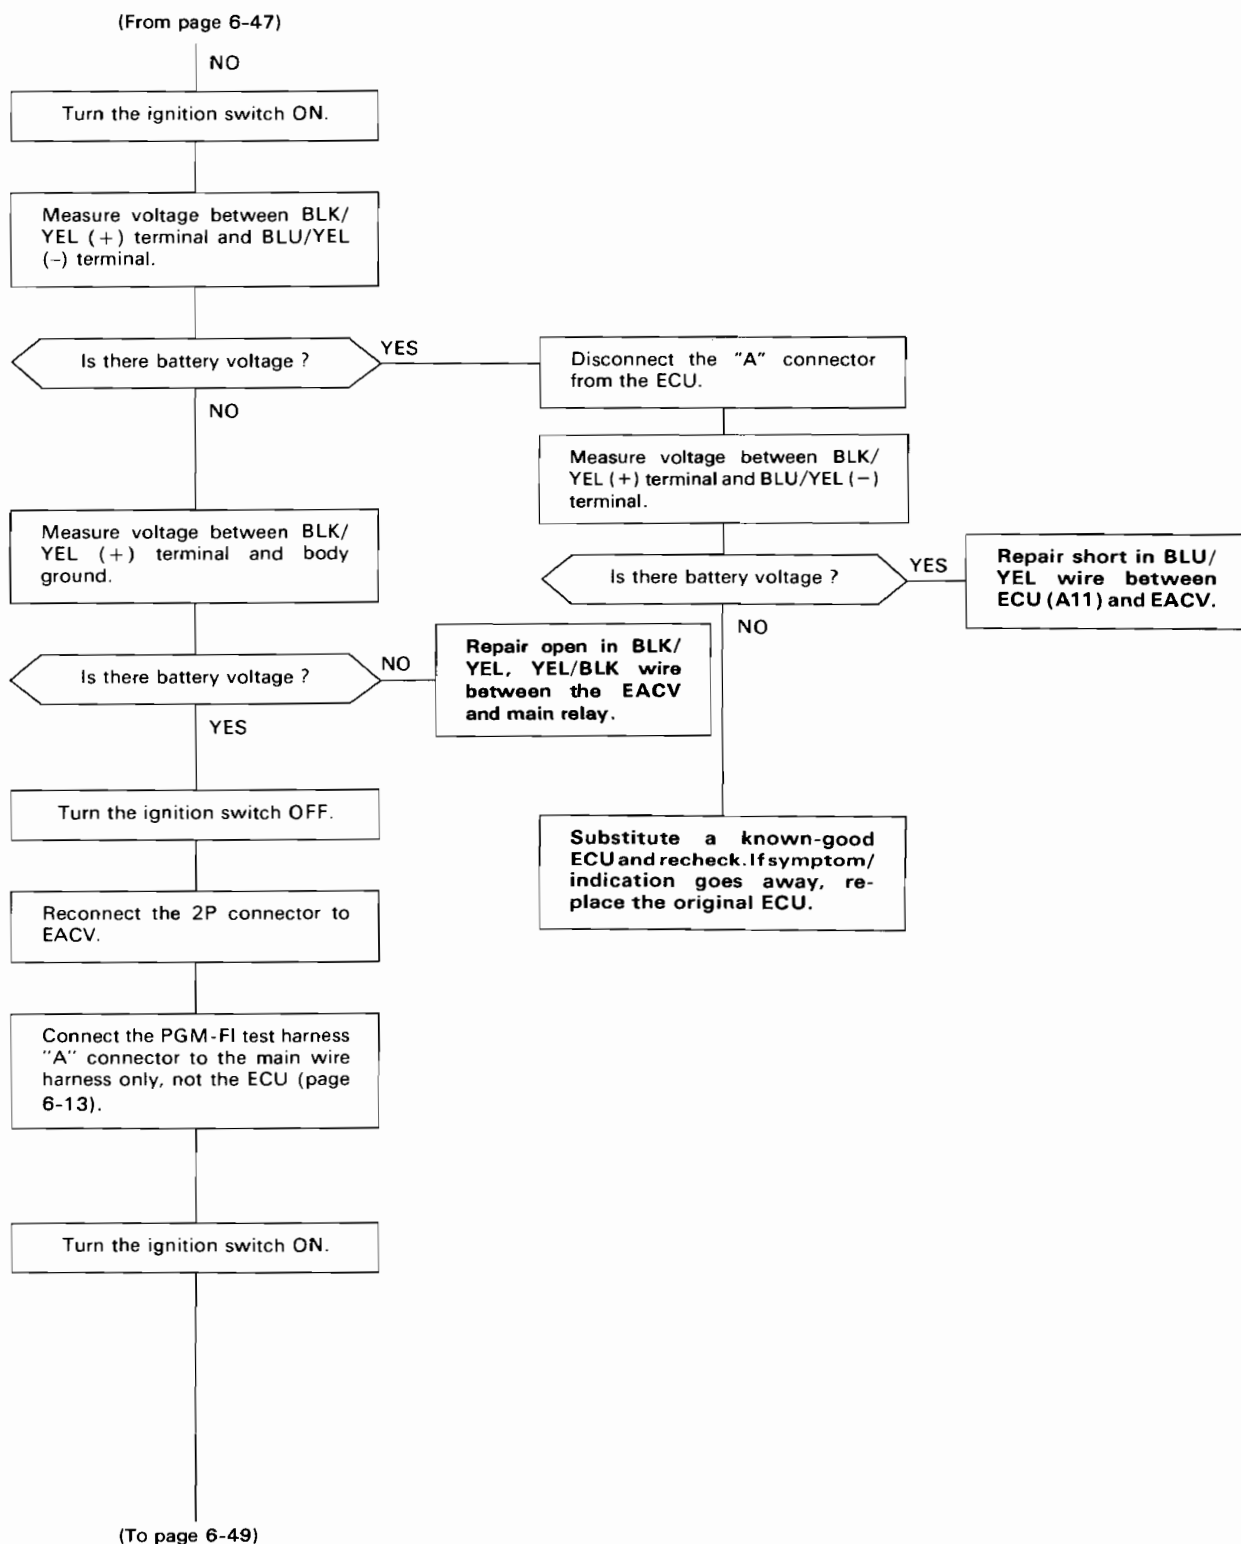 (From page 6-47)
NO
Turn the ignition switch ON.
Measure voltage between BLK/
YEL (+) terminal and BLU/YEL
(-) terminal.
Is there battery voltage ?
YES
NO
Disconnect the "A" connector
from the ECU.
Measure voltage between BLK/
YEL (+) terminal and BLU/YEL (-)
terminal.
Is there battery voltage ?
YES
Repair short in BLU/
YEL wire between
ECU (A11) and EACV.
NO
Substitute a known-good
ECU and recheck. If symptom/
indication goes away, re-
place the original ECU.
Measure voltage between BLK/
YEL (+) terminal and body
ground.
Is there battery voltage ?
NO
Repair open in BLK/
YEL, YEL/BLK wire
between the EACV
and main relay.
YES
Turn the ignition switch OFF.
Reconnect the 2P connector to
EACV.
Connect the PGM-FI test harness
"A" connector to the main wire
harness only, not the ECU (page
6-13).
Turn the ignition switch ON.
(To page 6-49)